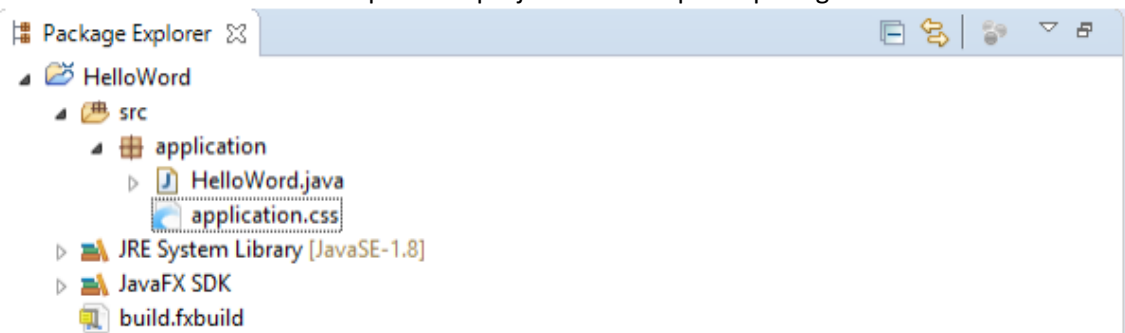 Package Explorer
HelloWord
src
application
HelloWord.java
application.css
JRE System Library [JavaSE-1.8]
JavaFX SDK
build.fxbuild